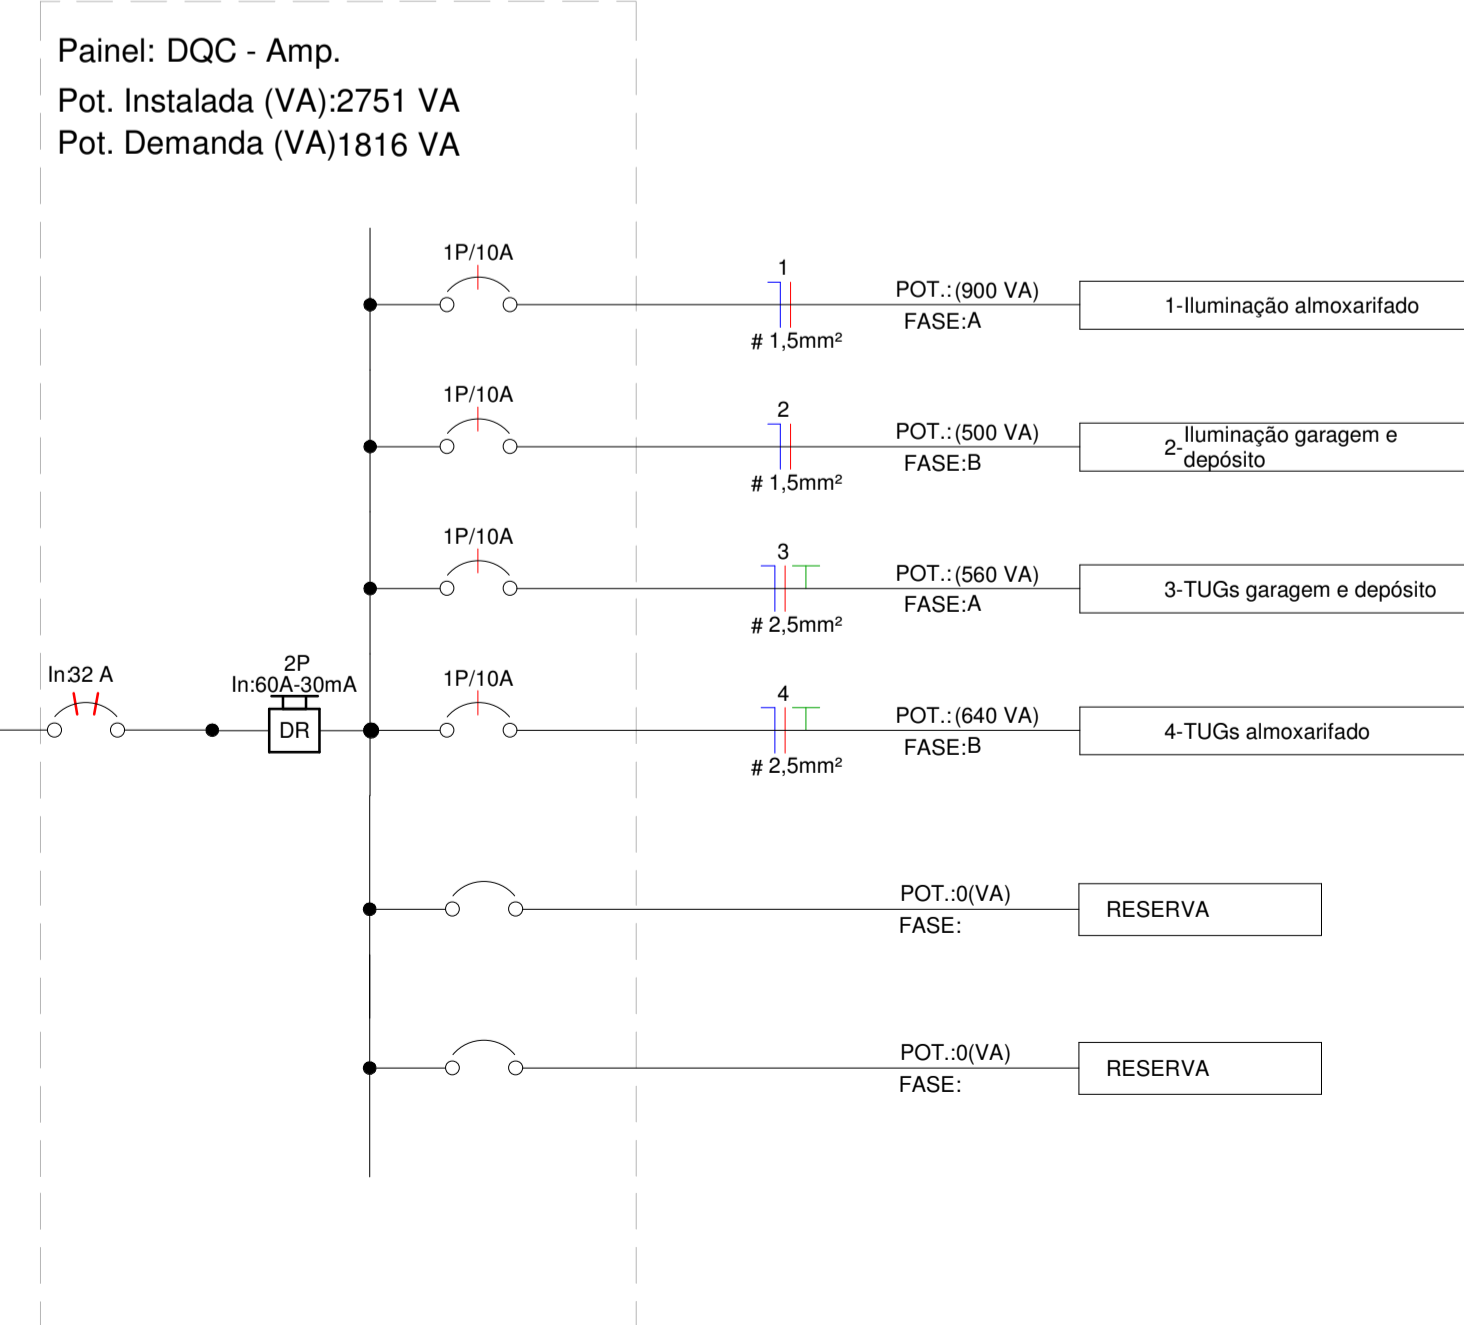 Painel: DQC - Amp.
Pot. Instalada (VA):2751 VA
Pot. Demanda (VA)1816 VA
1P/10A
1
# 1,5mm²
POT.:(900 VA)
FASE:A
1-Iluminação almoxarifado
1P/10A
2
# 1,5mm²
POT.:(500 VA)
FASE:B
2-Iluminação garagem e
depósito
1P/10A
3
# 2,5mm²
POT.:(560 VA)
FASE:A
3-TUGs garagem e depósito
In:32 A
2P
In:60A-30mA
DR
1P/10A
4
# 2,5mm²
POT.:(640 VA)
FASE:B
4-TUGs almoxarifado
POT.:0(VA)
FASE:
RESERVA
POT.:0(VA)
FASE:
RESERVA